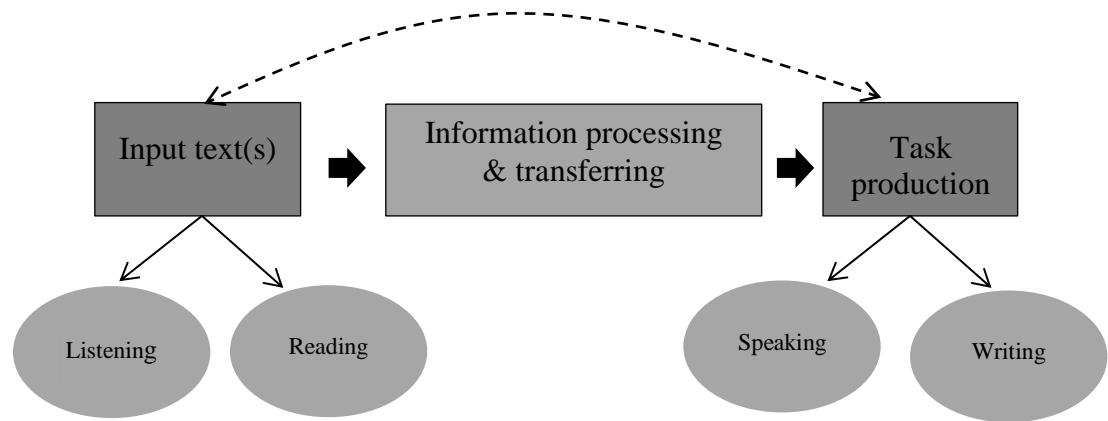 Input text(s)
Information processing
& transferring
Task
production
Listening
Reading
Speaking
Writing